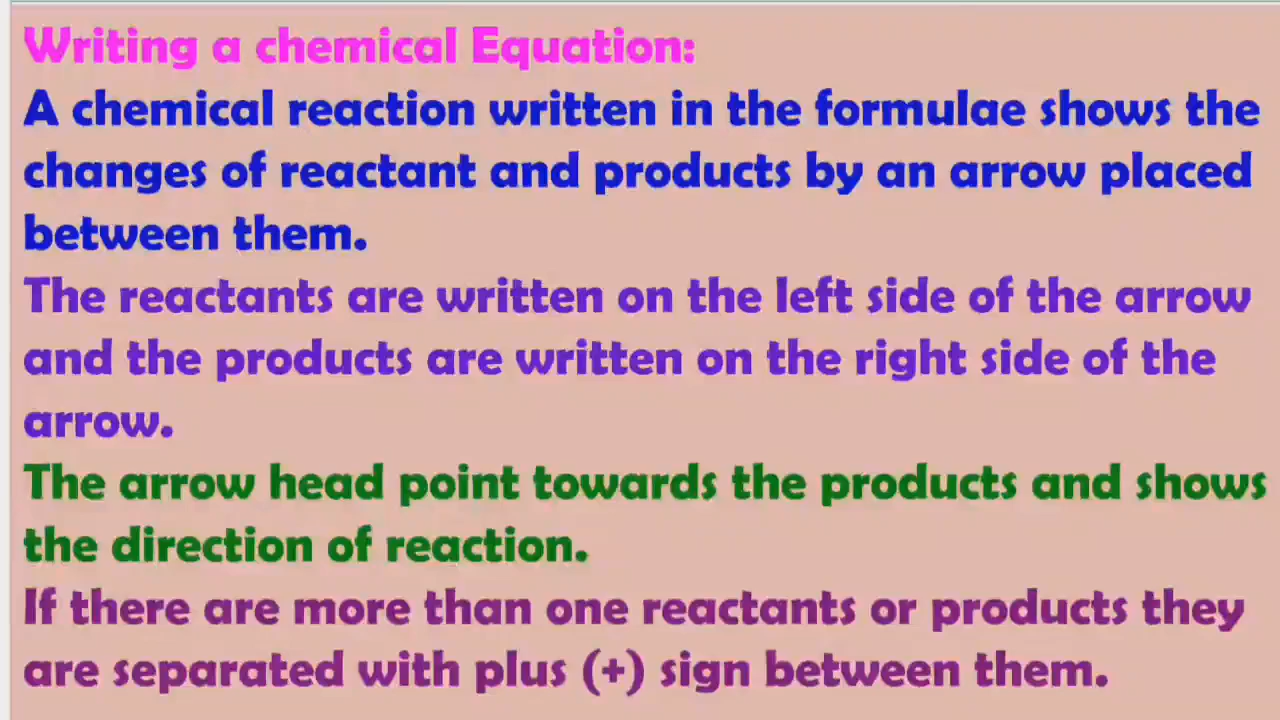 Writing a chemical Equation:
A chemical reaction written in the formulae shows the
changes of reactant and products by an arrow placed
between them.
The reactants are written on the left side of the arrow
and the products are written on the right side of the
arrow.
The arrow head point towards the products and shows
the direction of reaction.
If there are more than one reactants or products they
are separated with plus (+) sign between them.